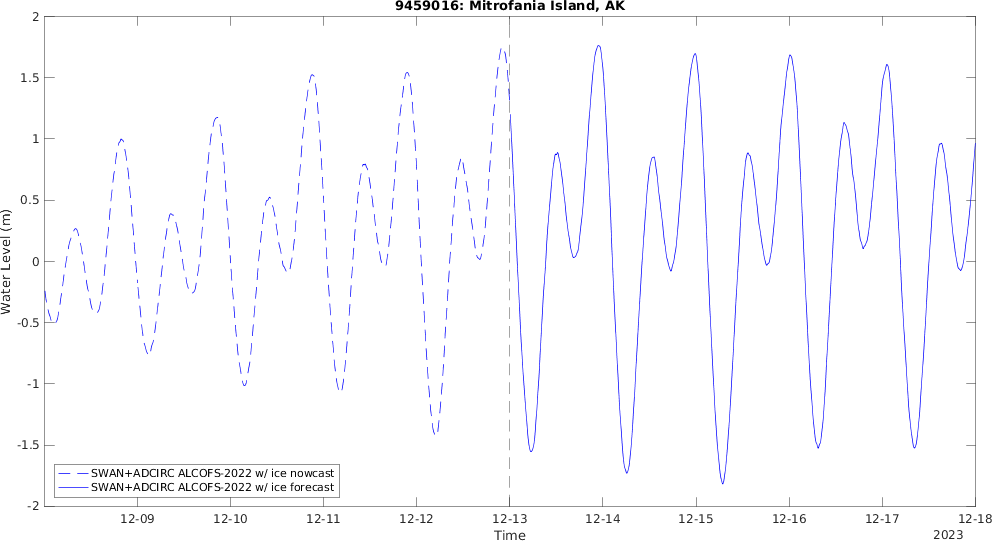 9459016: Mitrofania Island, AK
2
1.5
1
0.5
0
-0.5
-1
-1.5
-2
Water Level (m)
SWAN+ADCIRC ALCOFS-2022 w/ ice nowcast
SWAN+ADCIRC ALCOFS-2022 w/ ice forecast
12-09 12-10 12-11 12-12 12-13 12-14 12-15 12-16 12-17 12-18
Time
2023